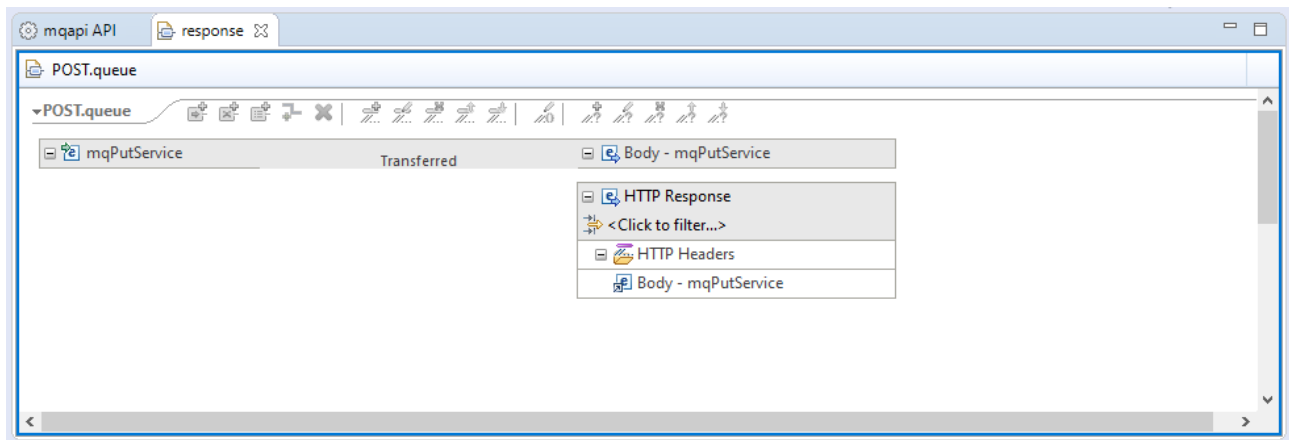 mqapi API response
POST.queue
POST.queue
mqPutService Transferred Body - mqPutService
HTTP Response
<Click to filter...>
HTTP Headers
Body - mqPutService